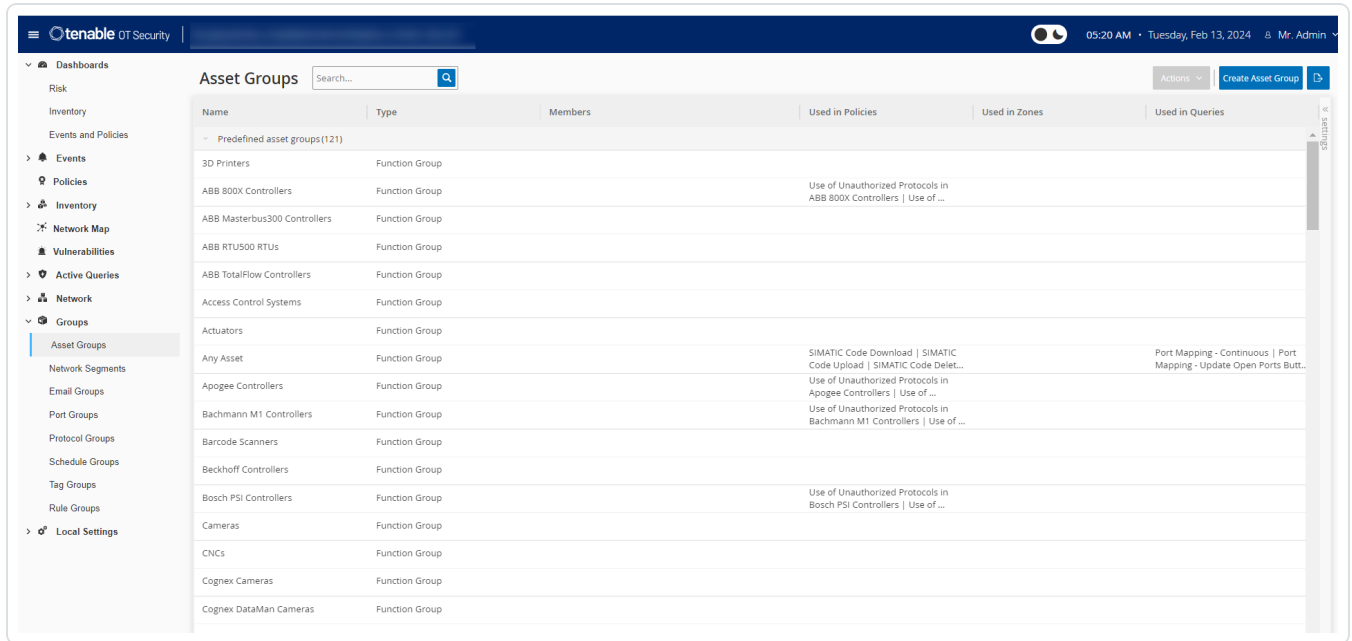 tenable OT Security
05:20 AM • Tuesday, Feb 13, 2024 Mr. Admin
Dashboards
Risk
Inventory
Events and Policies
Events
Policies
Inventory
Network Map
Vulnerabilities
Active Queries
Network
Groups
Asset Groups
Network Segments
Email Groups
Port Groups
Protocol Groups
Schedule Groups
Tag Groups
Rule Groups
Local Settings
Asset Groups Search... Actions Create Asset Group
Name Type Members Used in Policies Used in Zones Used in Queries
settings
Predefined asset groups (121)
3D Printers Function Group
ABB 800X Controllers Function Group Use of Unauthorized Protocols in
ABB 800X Controllers | Use of ...
ABB Masterbus300 Controllers Function Group
ABB RTU500 RTUs Function Group
ABB TotalFlow Controllers Function Group
Access Control Systems Function Group
Actuators Function Group
Any Asset Function Group SIMATIC Code Download | SIMATIC Port Mapping - Continuous | Port
Code Upload | SIMATIC Code Delet... Mapping - Update Open Ports Butt...
Apogee Controllers Function Group Use of Unauthorized Protocols in
Apogee Controllers | Use of ...
Bachmann M1 Controllers Function Group Use of Unauthorized Protocols in
Bachmann M1 Controllers | Use of ...
Barcode Scanners Function Group
Beckhoff Controllers Function Group
Bosch PSI Controllers Function Group Use of Unauthorized Protocols in
Bosch PSI Controllers | Use of ...
Cameras Function Group
CNCs Function Group
Cognex Cameras Function Group
Cognex DataMan Cameras Function Group